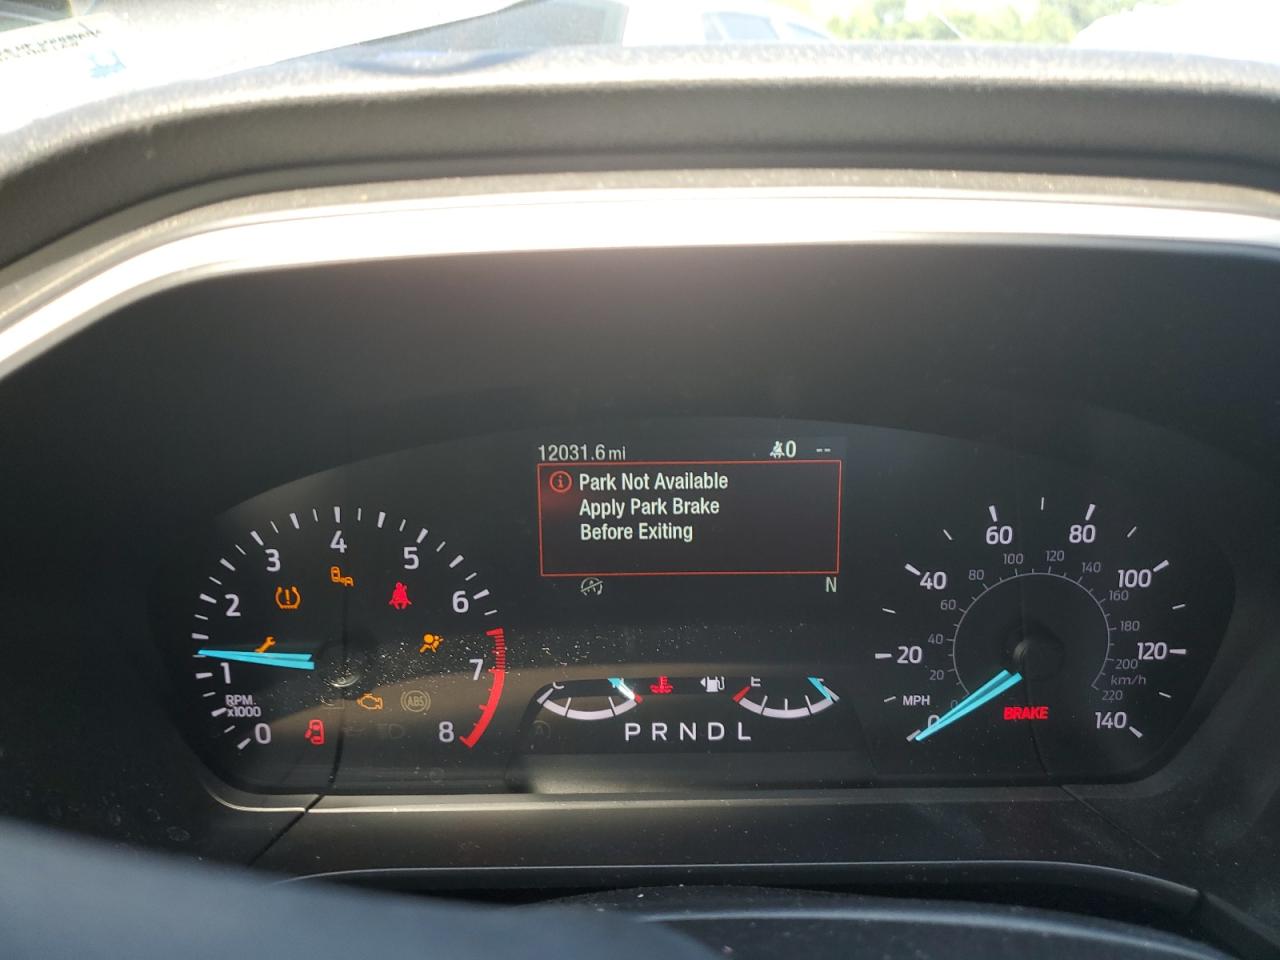 12031.6 mi 0 --
Park Not Available
Apply Park Brake
Before Exiting
N
0 1 2 3 4 5 6 7 8
RPM
x1000
ABS
E
P R N D L
0 20 40 60 80 100 120 140
MPH
20 40 60 80 100 120 140 160 180 200 220
km/h
BRAKE